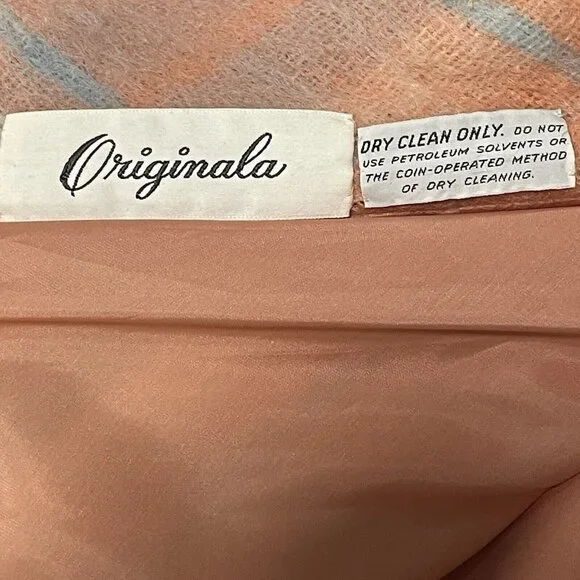 Originala
DRY CLEAN ONLY. DO NOT
USE PETROLEUM SOLVENTS OR
THE COIN-OPERATED METHOD
OF DRY CLEANING.